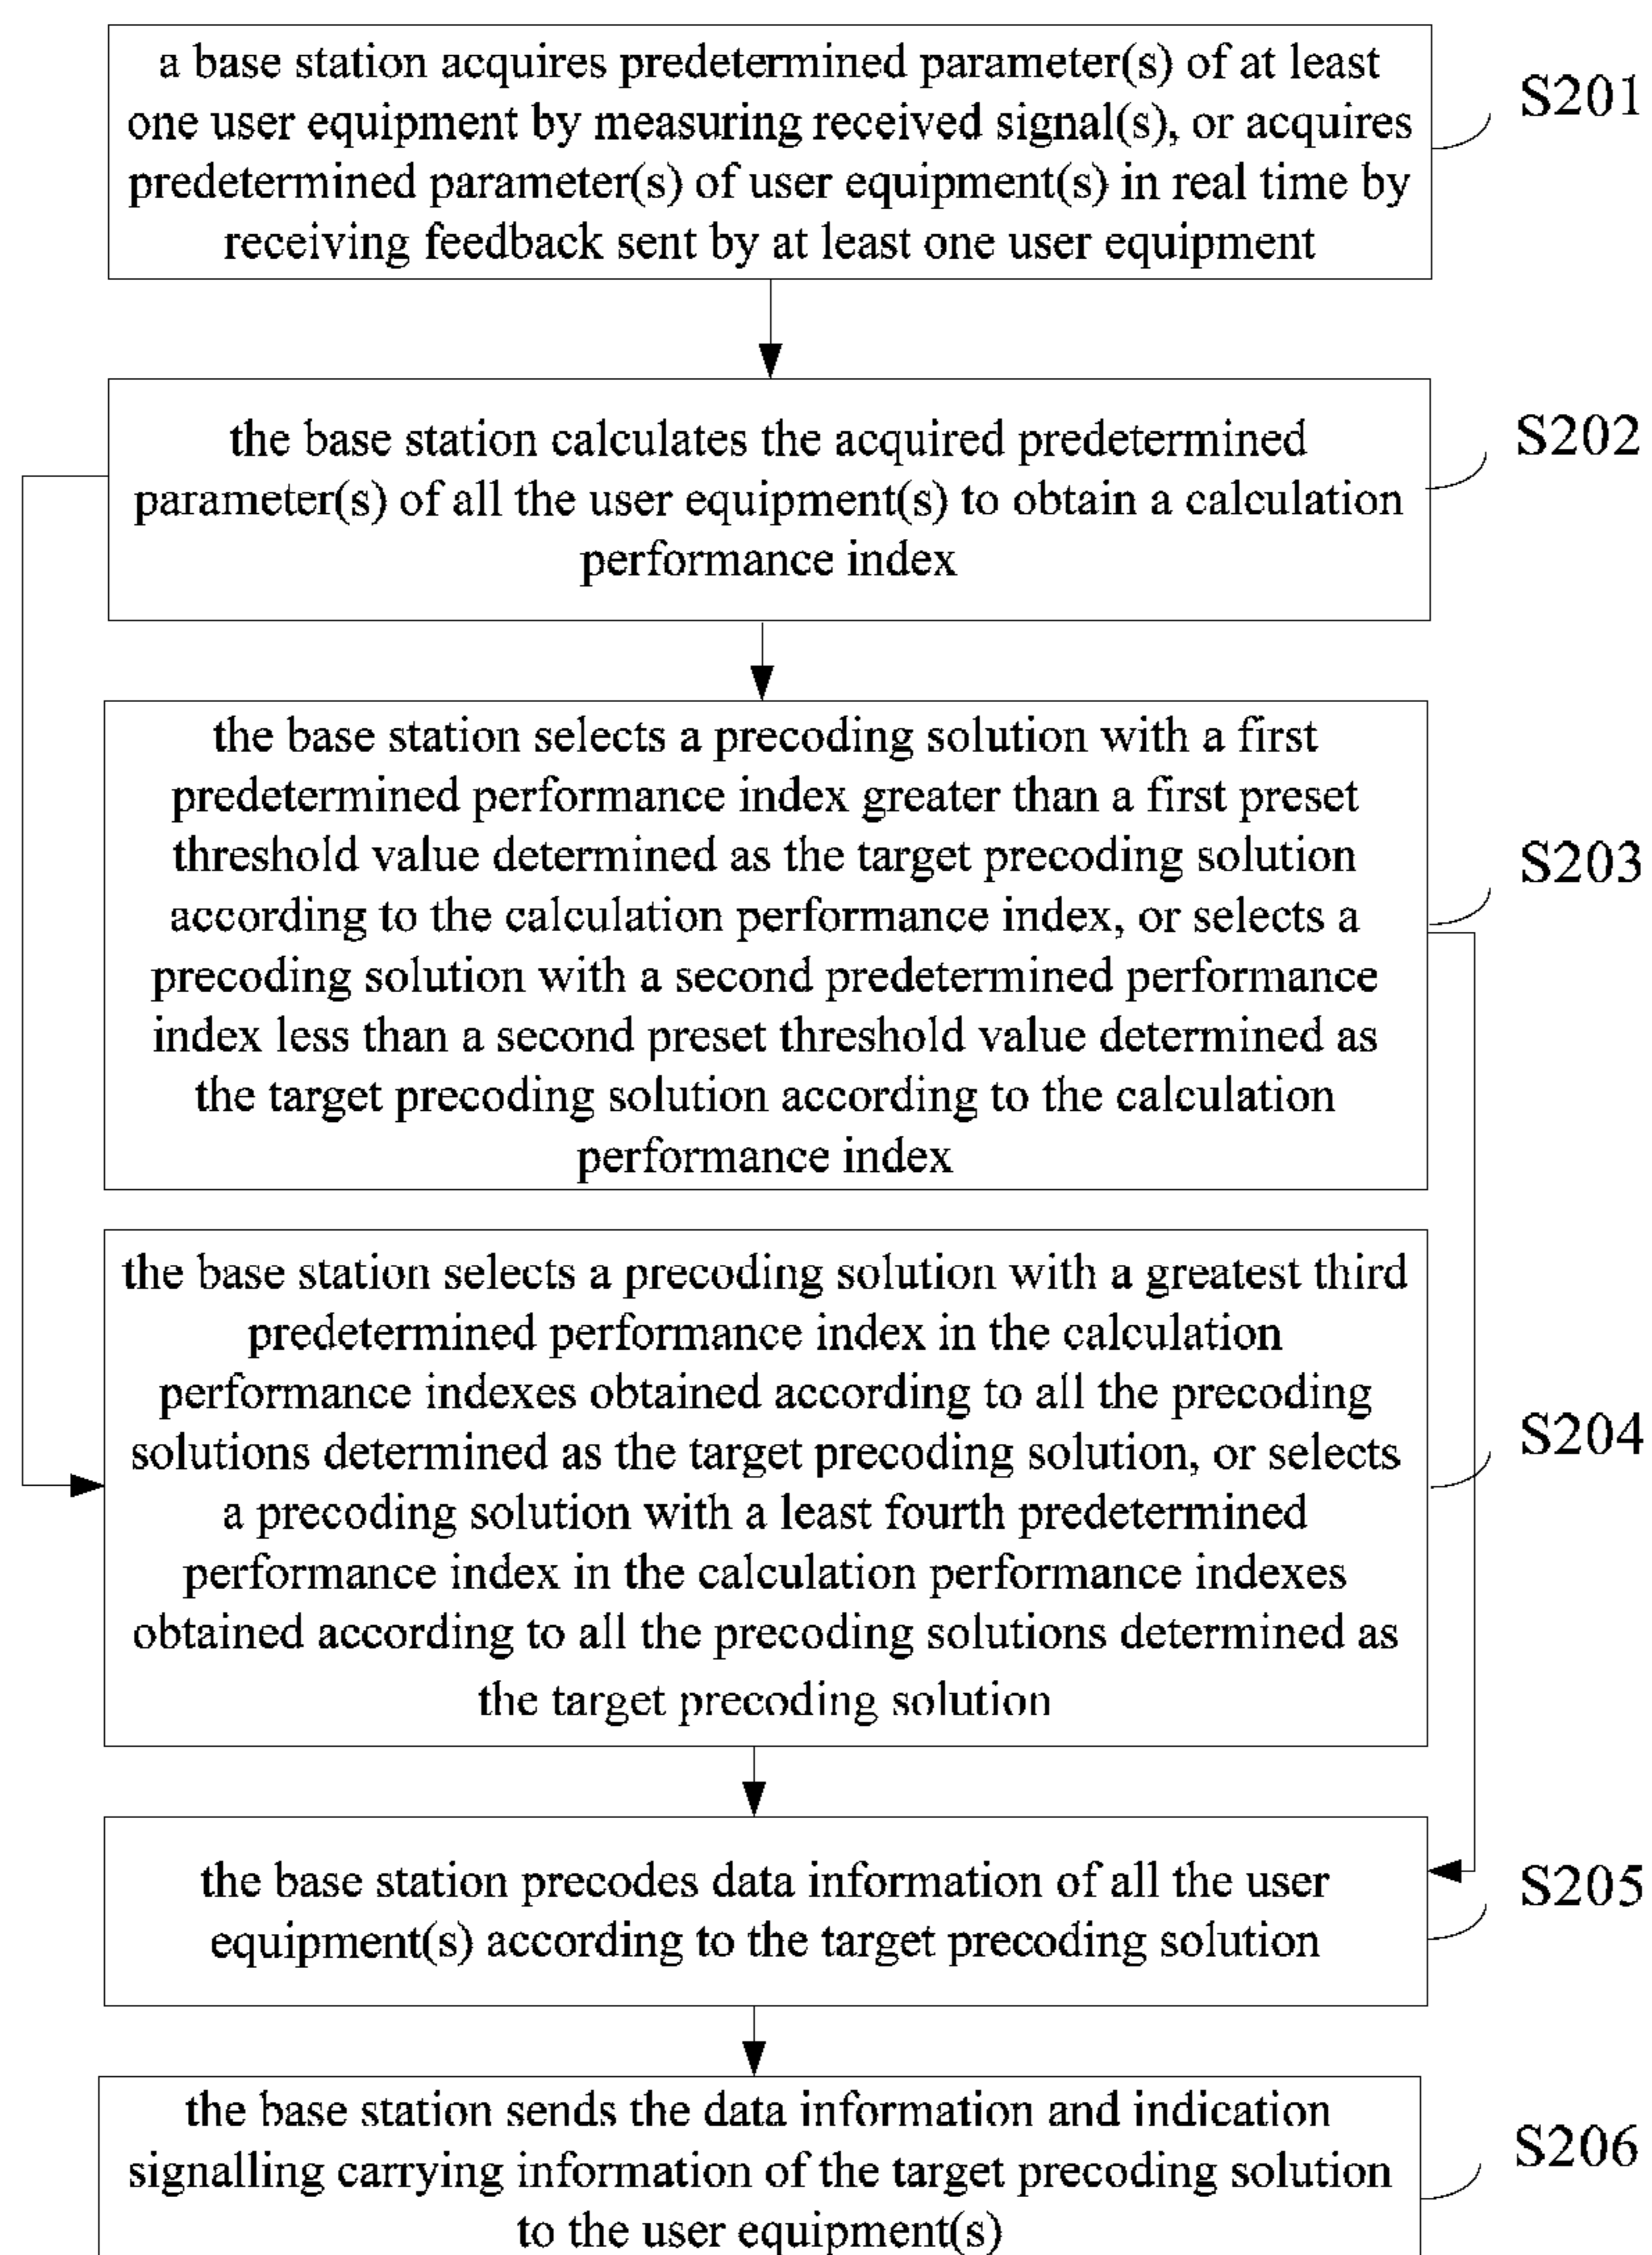 a base station acquires predetermined parameter(s) of at least
one user equipment by measuring received signal(s), or acquires
predetermined parameter(s) of user equipment(s) in real time by
receiving feedback sent by at least one user equipment
S201
the base station calculates the acquired predetermined
parameter(s) of all the user equipment(s) to obtain a calculation
performance index
S202
the base station selects a precoding solution with a first
predetermined performance index greater than a first preset
threshold value determined as the target precoding solution
according to the calculation performance index, or selects a
precoding solution with a second predetermined performance
index less than a second preset threshold value determined as
the target precoding solution according to the calculation
performance index
S203
the base station selects a precoding solution with a greatest third
predetermined performance index in the calculation
performance indexes obtained according to all the precoding
solutions determined as the target precoding solution, or selects
a precoding solution with a least fourth predetermined
performance index in the calculation performance indexes
obtained according to all the precoding solutions determined as
the target precoding solution
S204
the base station precodes data information of all the user
equipment(s) according to the target precoding solution
S205
the base station sends the data information and indication
signalling carrying information of the target precoding solution
to the user equipment(s)
S206